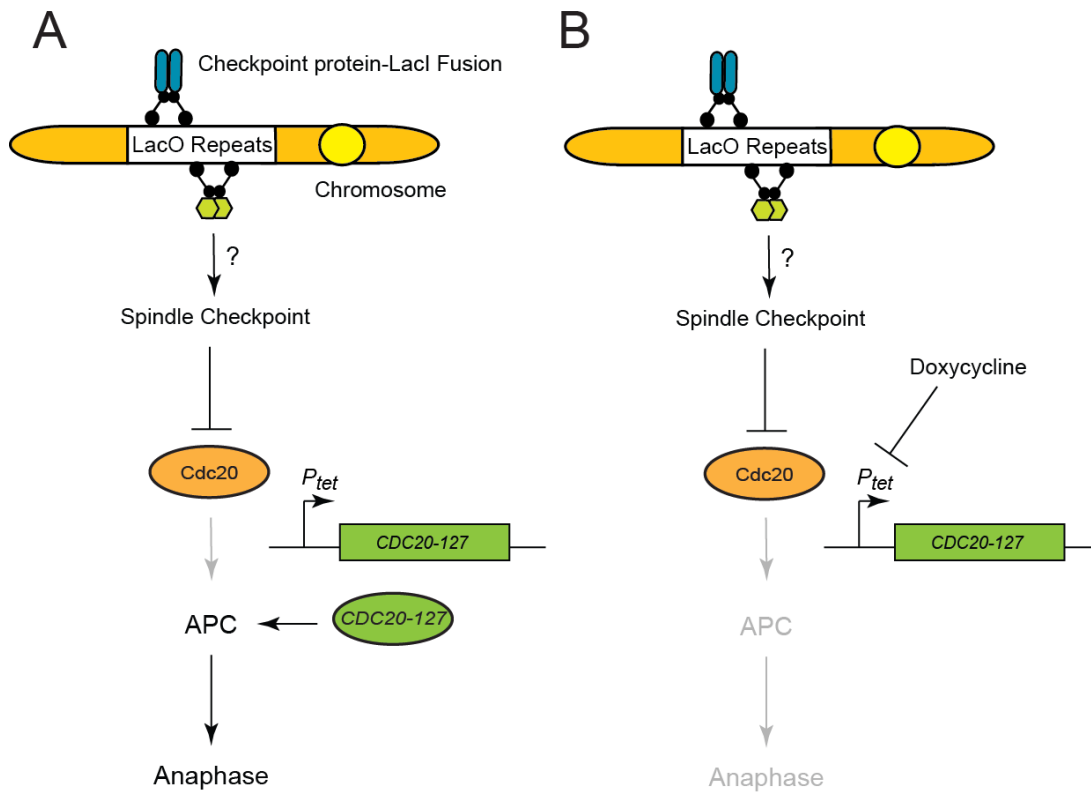 A
Checkpoint protein-LacI Fusion
LacO Repeats
Chromosome
?
Spindle Checkpoint
Cdc20
Ptet
CDC20-127
CDC20-127
APC
Anaphase
B
LacO Repeats
?
Spindle Checkpoint
Doxycycline
Cdc20
Ptet
CDC20-127
APC
Anaphase